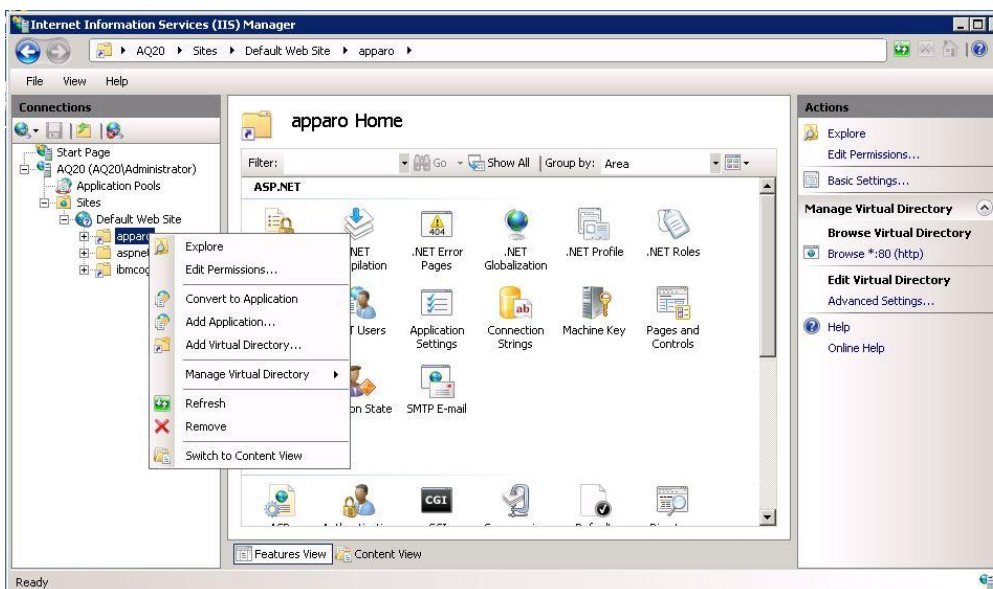 Internet Information Services (IIS) Manager
AQ20 Sites Default Web Site apparo
File View Help
Connections
Start Page
AQ20 (AQ20\Administrator)
Application Pools
Sites
Default Web Site
apparo
aspnet
ibmcog
Explore
Edit Permissions...
Convert to Application
Add Application...
Add Virtual Directory...
Manage Virtual Directory
Refresh
Remove
Switch to Content View
apparo Home
Filter: Go Show All Group by: Area
ASP.NET
404
.NET Error Pages
.NET Globalization
.NET Profile
.NET Roles
Users
ab
Application Settings
Connection Strings
Machine Key
Pages and Controls
State
SMTP E-mail
CGI
Features View Content View
Actions
Explore
Edit Permissions...
Basic Settings...
Manage Virtual Directory
Browse Virtual Directory
Browse *:80 (http)
Edit Virtual Directory
Advanced Settings...
Help
Online Help
Ready